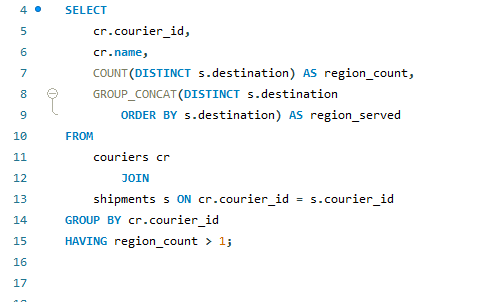 4 SELECT
5 cr.courier_id,
6 cr.name,
7 COUNT(DISTINCT s.destination) AS region_count,
8 GROUP_CONCAT(DISTINCT s.destination
9 ORDER BY s.destination) AS region_served
10 FROM
11 couriers cr
12 JOIN
13 shipments s ON cr.courier_id = s.courier_id
14 GROUP BY cr.courier_id
15 HAVING region_count > 1;
16
17